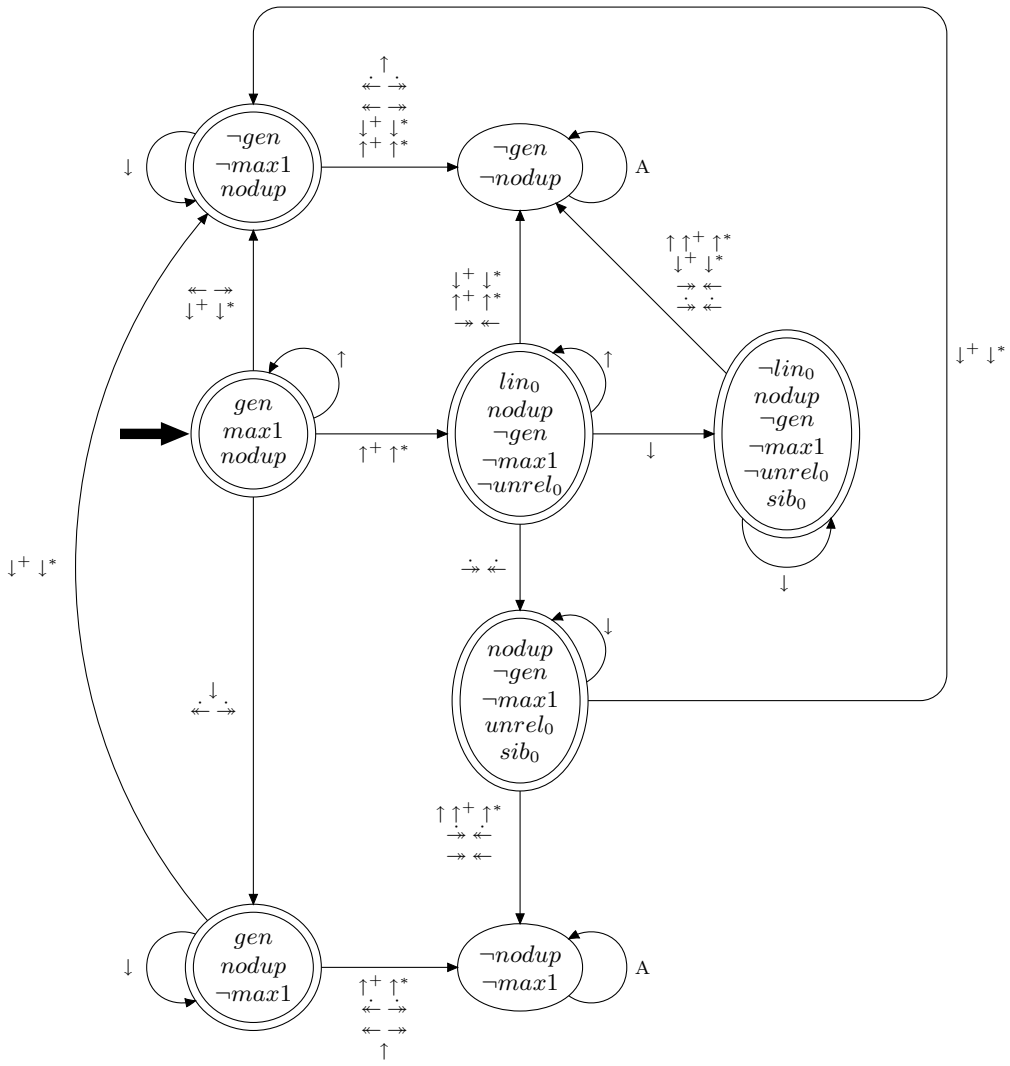 ↑
↞̇ ↠̇
↞ ↠
↓⁺ ↓*
↑⁺ ↑*
¬gen
¬max1
nodup
↓
¬gen
¬nodup
A
↑ ↑⁺ ↑*
↓⁺ ↓*
↠ ↞
↠̇ ↞̇
↞ ↠
↓⁺ ↓*
↓⁺ ↓*
↑⁺ ↑*
↠ ↞
↓⁺ ↓*
gen
max1
nodup
↑
↑⁺ ↑*
lin₀
nodup
¬gen
¬max1
¬unrel₀
↑
↓
¬lin₀
nodup
¬gen
¬max1
¬unrel₀
sib₀
↓
↓⁺ ↓*
↠̇ ↞̇
nodup
¬gen
¬max1
unrel₀
sib₀
↓
↓
↞̇ ↠̇
↑ ↑⁺ ↑*
↠̇ ↞̇
↠ ↞
gen
nodup
¬max1
↓
↑⁺ ↑*
↞̇ ↠̇
↞ ↠
↑
¬nodup
¬max1
A